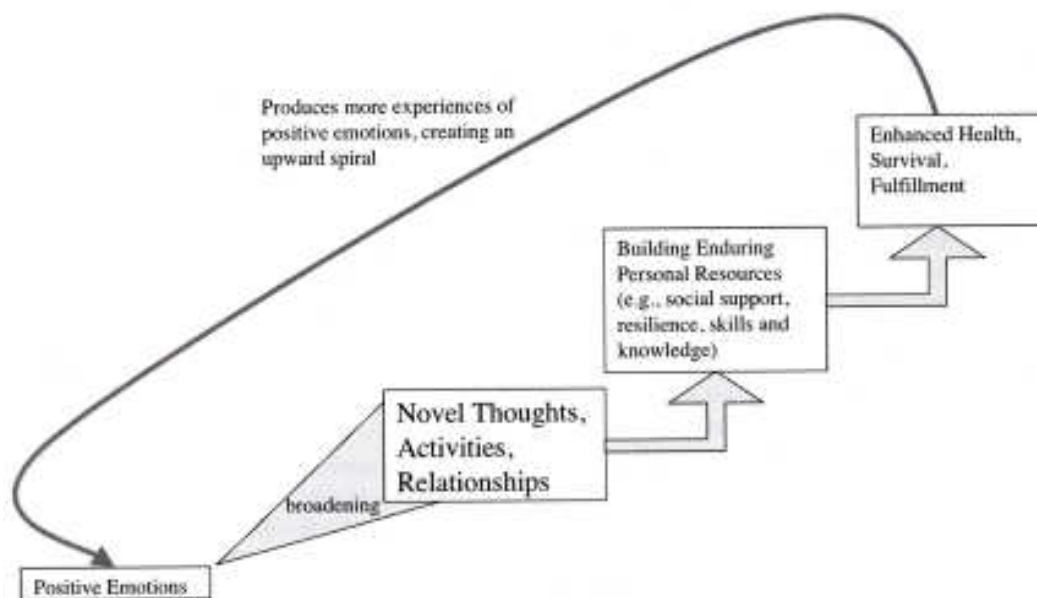 Produces more experiences of
positive emotions, creating an
upward spiral
Enhanced Health,
Survival,
Fulfillment
Building Enduring
Personal Resources
(e.g., social support,
resilience, skills and
knowledge)
Novel Thoughts,
Activities,
Relationships
broadening
Positive Emotions